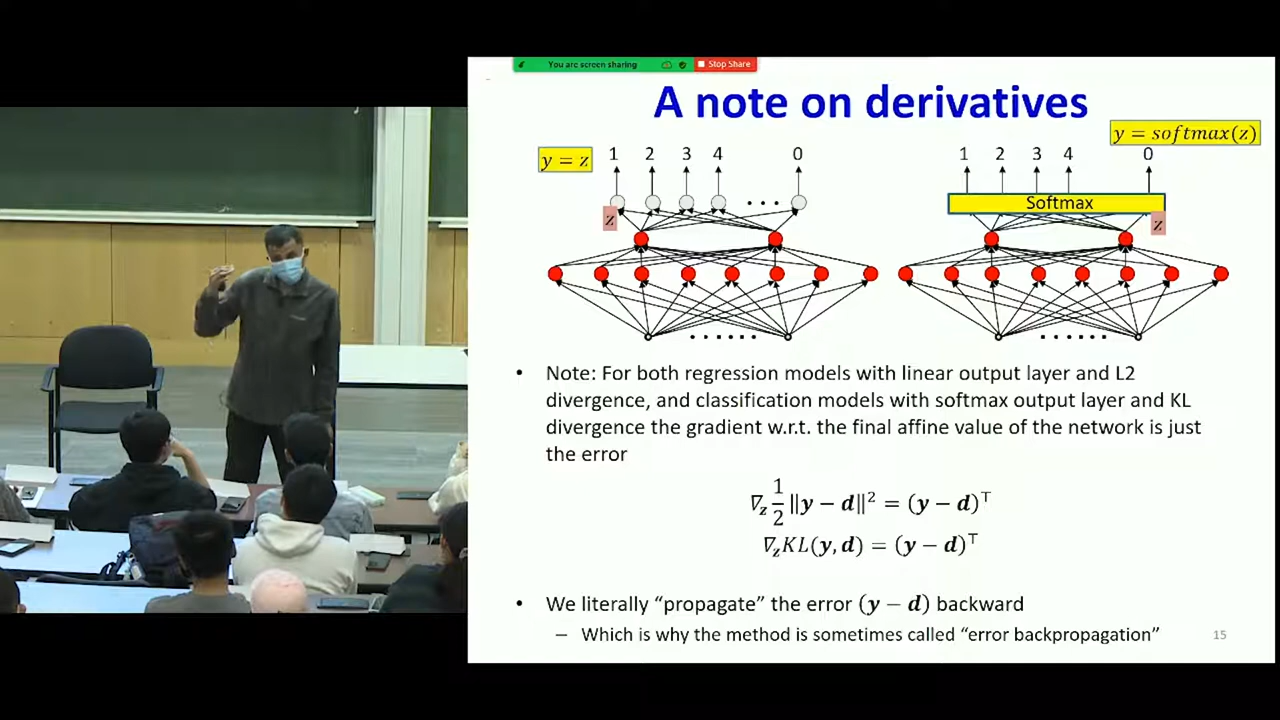 You are screen sharing Stop Share
A note on derivatives
y = softmax(z)
y = z
1 2 3 4 0
1 2 3 4 0
Softmax
z
z
• Note: For both regression models with linear output layer and L2
divergence, and classification models with softmax output layer and KL
divergence the gradient w.r.t. the final affine value of the network is just
the error
∇z 1/2 ‖y − d‖² = (y − d)⊤
∇zKL(y, d) = (y − d)⊤
• We literally “propagate” the error (y − d) backward
– Which is why the method is sometimes called “error backpropagation”
15